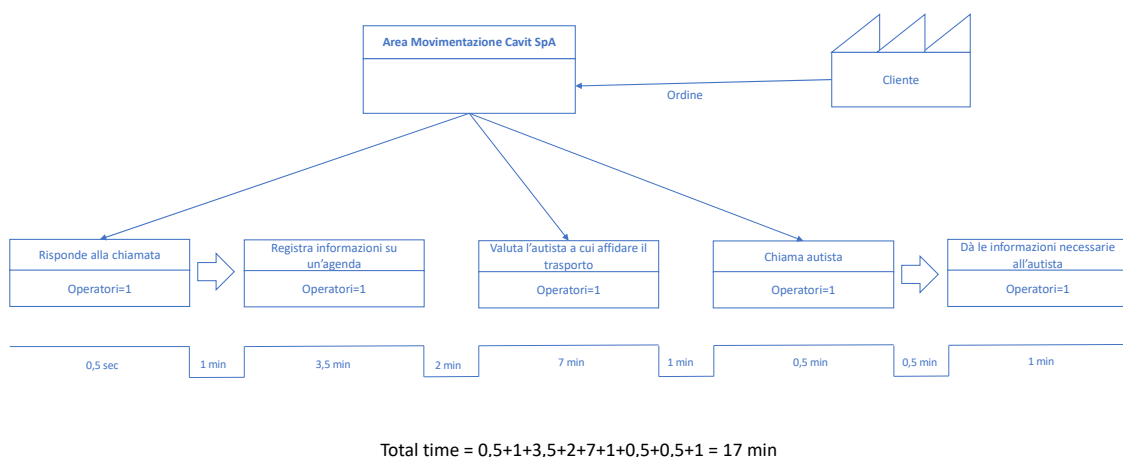 Area Movimentazione Cavit SpA
Cliente
Ordine
Risponde alla chiamata
Operatori=1
Registra informazioni su
un'agenda
Operatori=1
Valuta l'autista a cui affidare il
trasporto
Operatori=1
Chiama autista
Operatori=1
Dà le informazioni necessarie
all'autista
Operatori=1
0,5 sec
1 min
3,5 min
2 min
7 min
1 min
0,5 min
0,5 min
1 min
Total time = 0,5+1+3,5+2+7+1+0,5+0,5+1 = 17 min